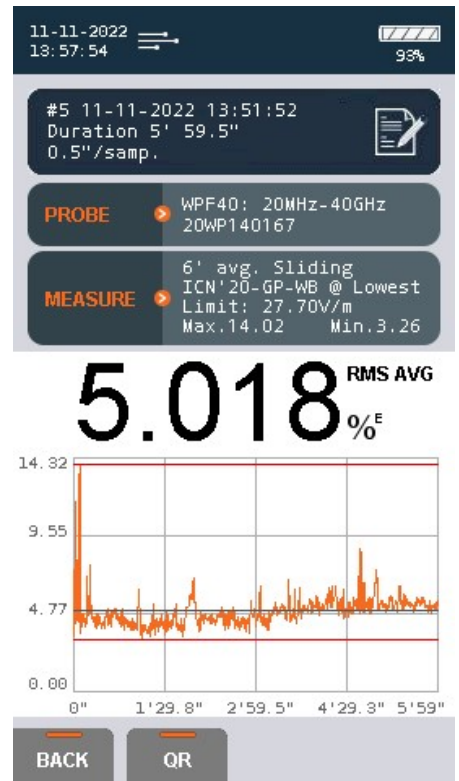 11-11-2022
13:57:54
93%
#5 11-11-2022 13:51:52
Duration 5' 59.5"
0.5"/samp.
PROBE
WPF40: 20MHz-40GHz
20WP140167
MEASURE
6' avg. Sliding
ICN'20-GP-WB @ Lowest
Limit: 27.70V/m
Max.14.02 Min.3.26
5.018
RMS AVG
%E
14.32
9.55
4.77
0.00
0" 1'29.8" 2'59.5" 4'29.3" 5'59"
BACK QR